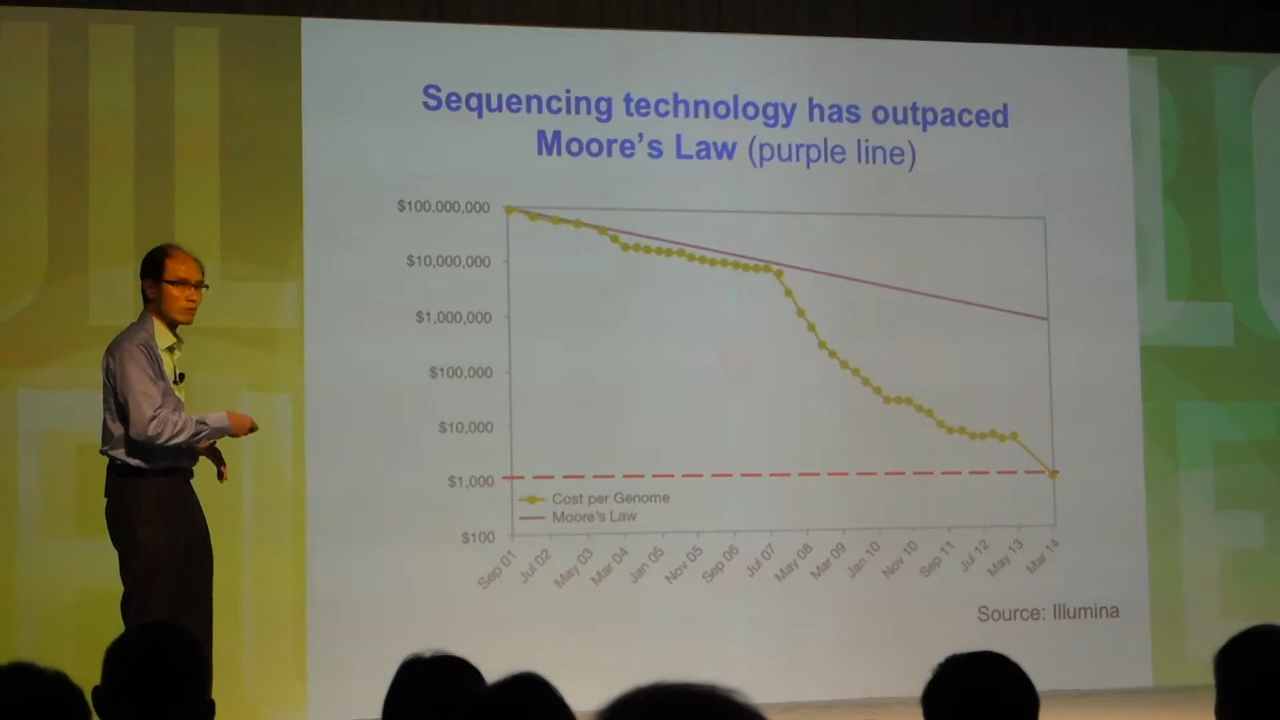 Sequencing technology has outpaced
Moore's Law (purple line)
$100,000,000
$10,000,000
$1,000,000
$100,000
$10,000
$1,000
$100
Cost per Genome
Moore's Law
Sep 01
Jul 02
May 03
Mar 04
Jan 05
Nov 05
Sep 06
Jul 07
May 08
Mar 09
Jan 10
Nov 10
Sep 11
Jul 12
May 13
Mar 14
Source: Illumina